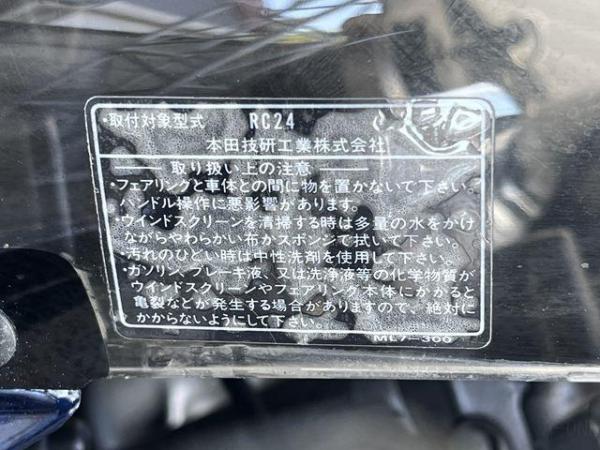 ・取付対象型式 RC24
本田技研工業株式会社
取り扱い上の注意
・フェアリングと車体との間に物を置かないで下さい。
ハンドル操作に悪影響があります。
・ウインドスクリーンを清掃する時は多量の水をかけ
ながらやわらかい布かスポンジで拭いて下さい。
・汚れのひどい時は中性洗剤を使用して下さい。
・ガソリン、ブレーキ液、又は洗浄液等の化学物質が
ウインドスクリーンやフェアリング本体にかかると
亀裂などが発生する場合がありますので、絶対に
かからないようにして下さい。